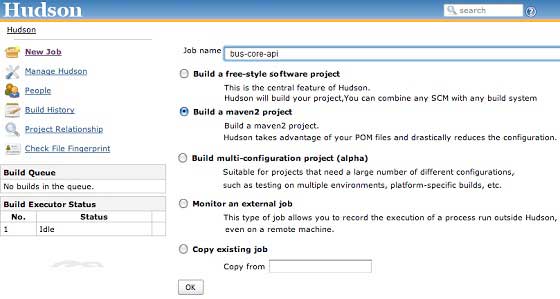 Hudson
search
Hudson
New Job
Manage Hudson
People
Build History
Project Relationship
Check File Fingerprint
Build Queue
No builds in the queue.
Build Executor Status
No. Status
1 Idle
Job name bus-core-api
Build a free-style software project
This is the central feature of Hudson.
Hudson will build your project,You can combine any SCM with any build system
Build a maven2 project
Build a maven2 project.
Hudson takes advantage of your POM files and drastically reduces the configuration.
Build multi-configuration project (alpha)
Suitable for projects that need a large number of different configurations,
such as testing on multiple environments, platform-specific builds, etc.
Monitor an external job
This type of job allows you to record the execution of a process run outside Hudson,
even on a remote machine.
Copy existing job
Copy from
OK